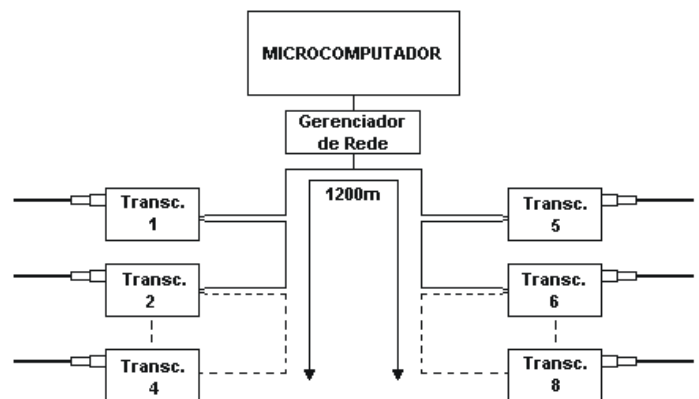 MICROCOMPUTADOR
Gerenciador
de Rede
1200m
Transc.
1
Transc.
5
Transc.
2
Transc.
6
Transc.
4
Transc.
8